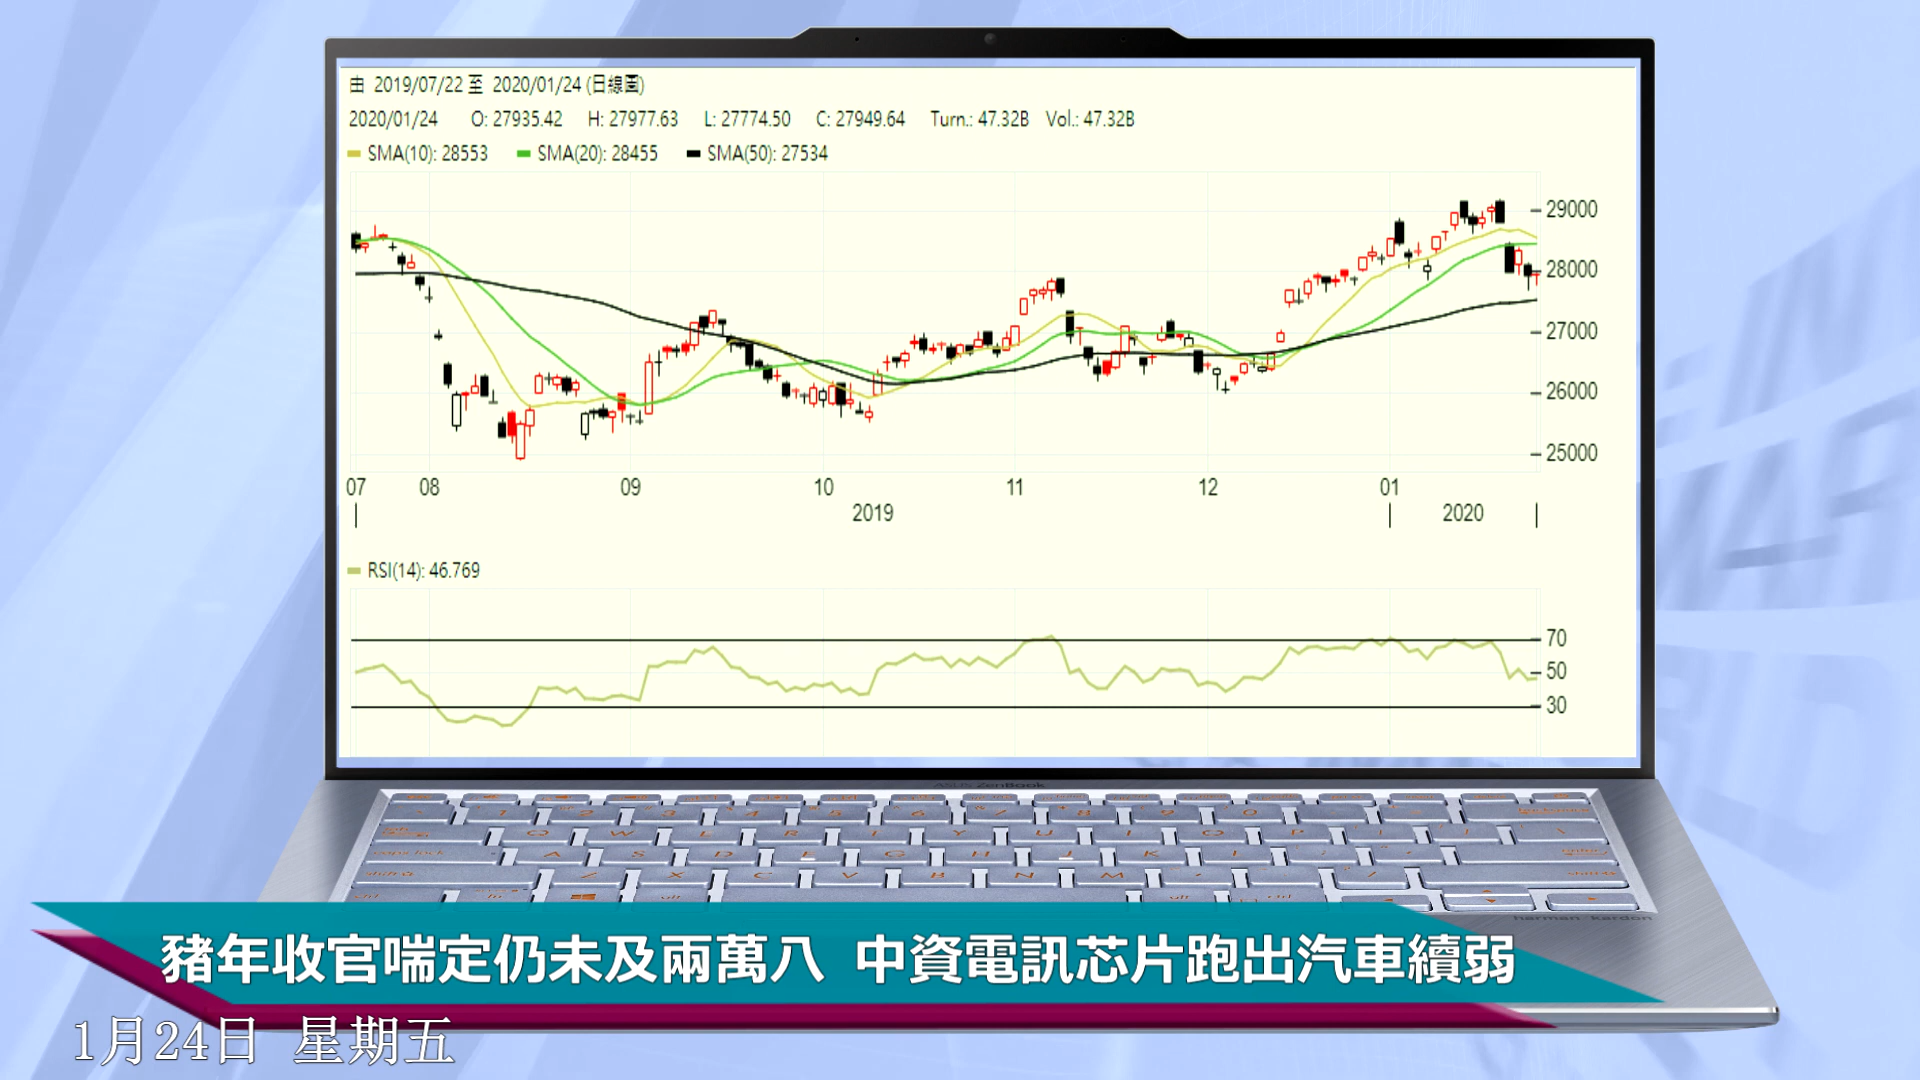 由 2019/07/22 至 2020/01/24 (日線圖)
2020/01/24 O: 27935.42 H: 27977.63 L: 27774.50 C: 27949.64 Turn.: 47.32B Vol.: 47.32B
SMA(10): 28553 SMA(20): 28455 SMA(50): 27534
29000
28000
27000
26000
25000
07 08 09 10 11 12 01
2019 2020
RSI(14): 46.769
70
50
30
ASUS ZenBook
harman kardon
豬年收官喘定仍未及兩萬八 中資電訊芯片跑出汽車續弱
1月24日 星期五